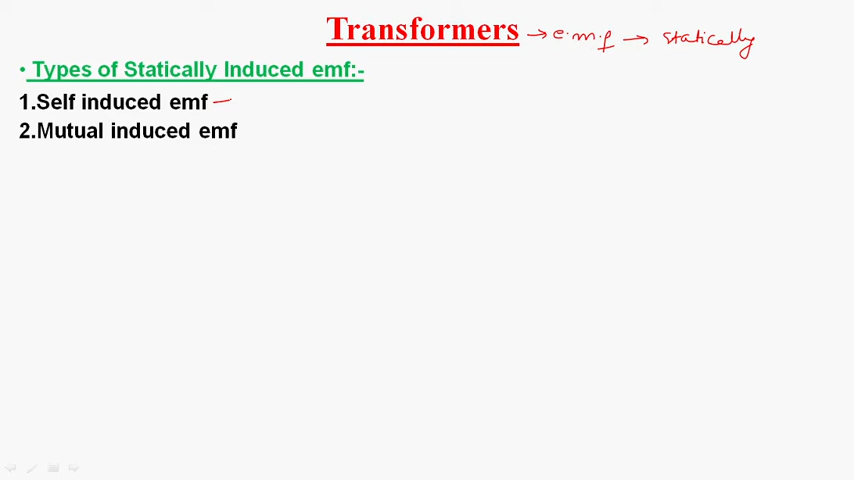 Transformers → e.m.f → statically
• Types of Statically Induced emf:-
1.Self induced emf —
2.Mutual induced emf